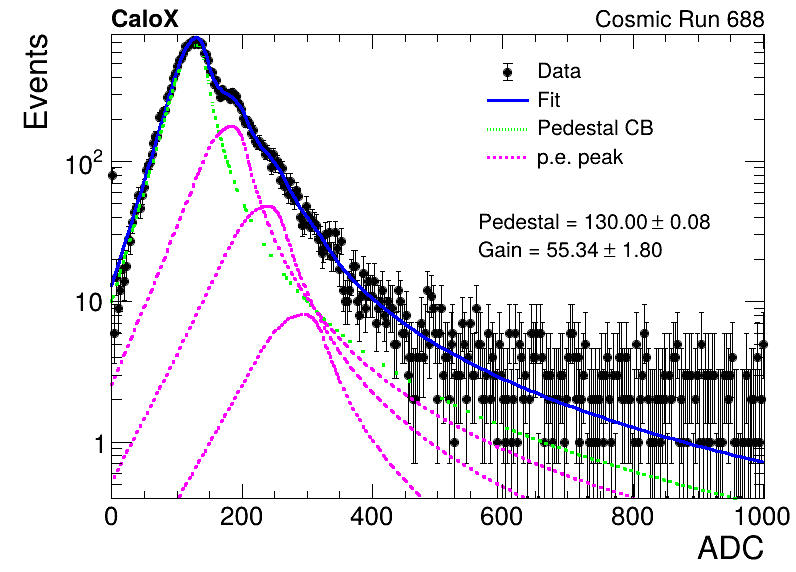 CaloX Cosmic Run 688
Events
Data
Fit
Pedestal CB
p.e. peak
Pedestal = 130.00 ± 0.08
Gain = 55.34 ± 1.80
10²
10
1
0 200 400 600 800 1000
ADC